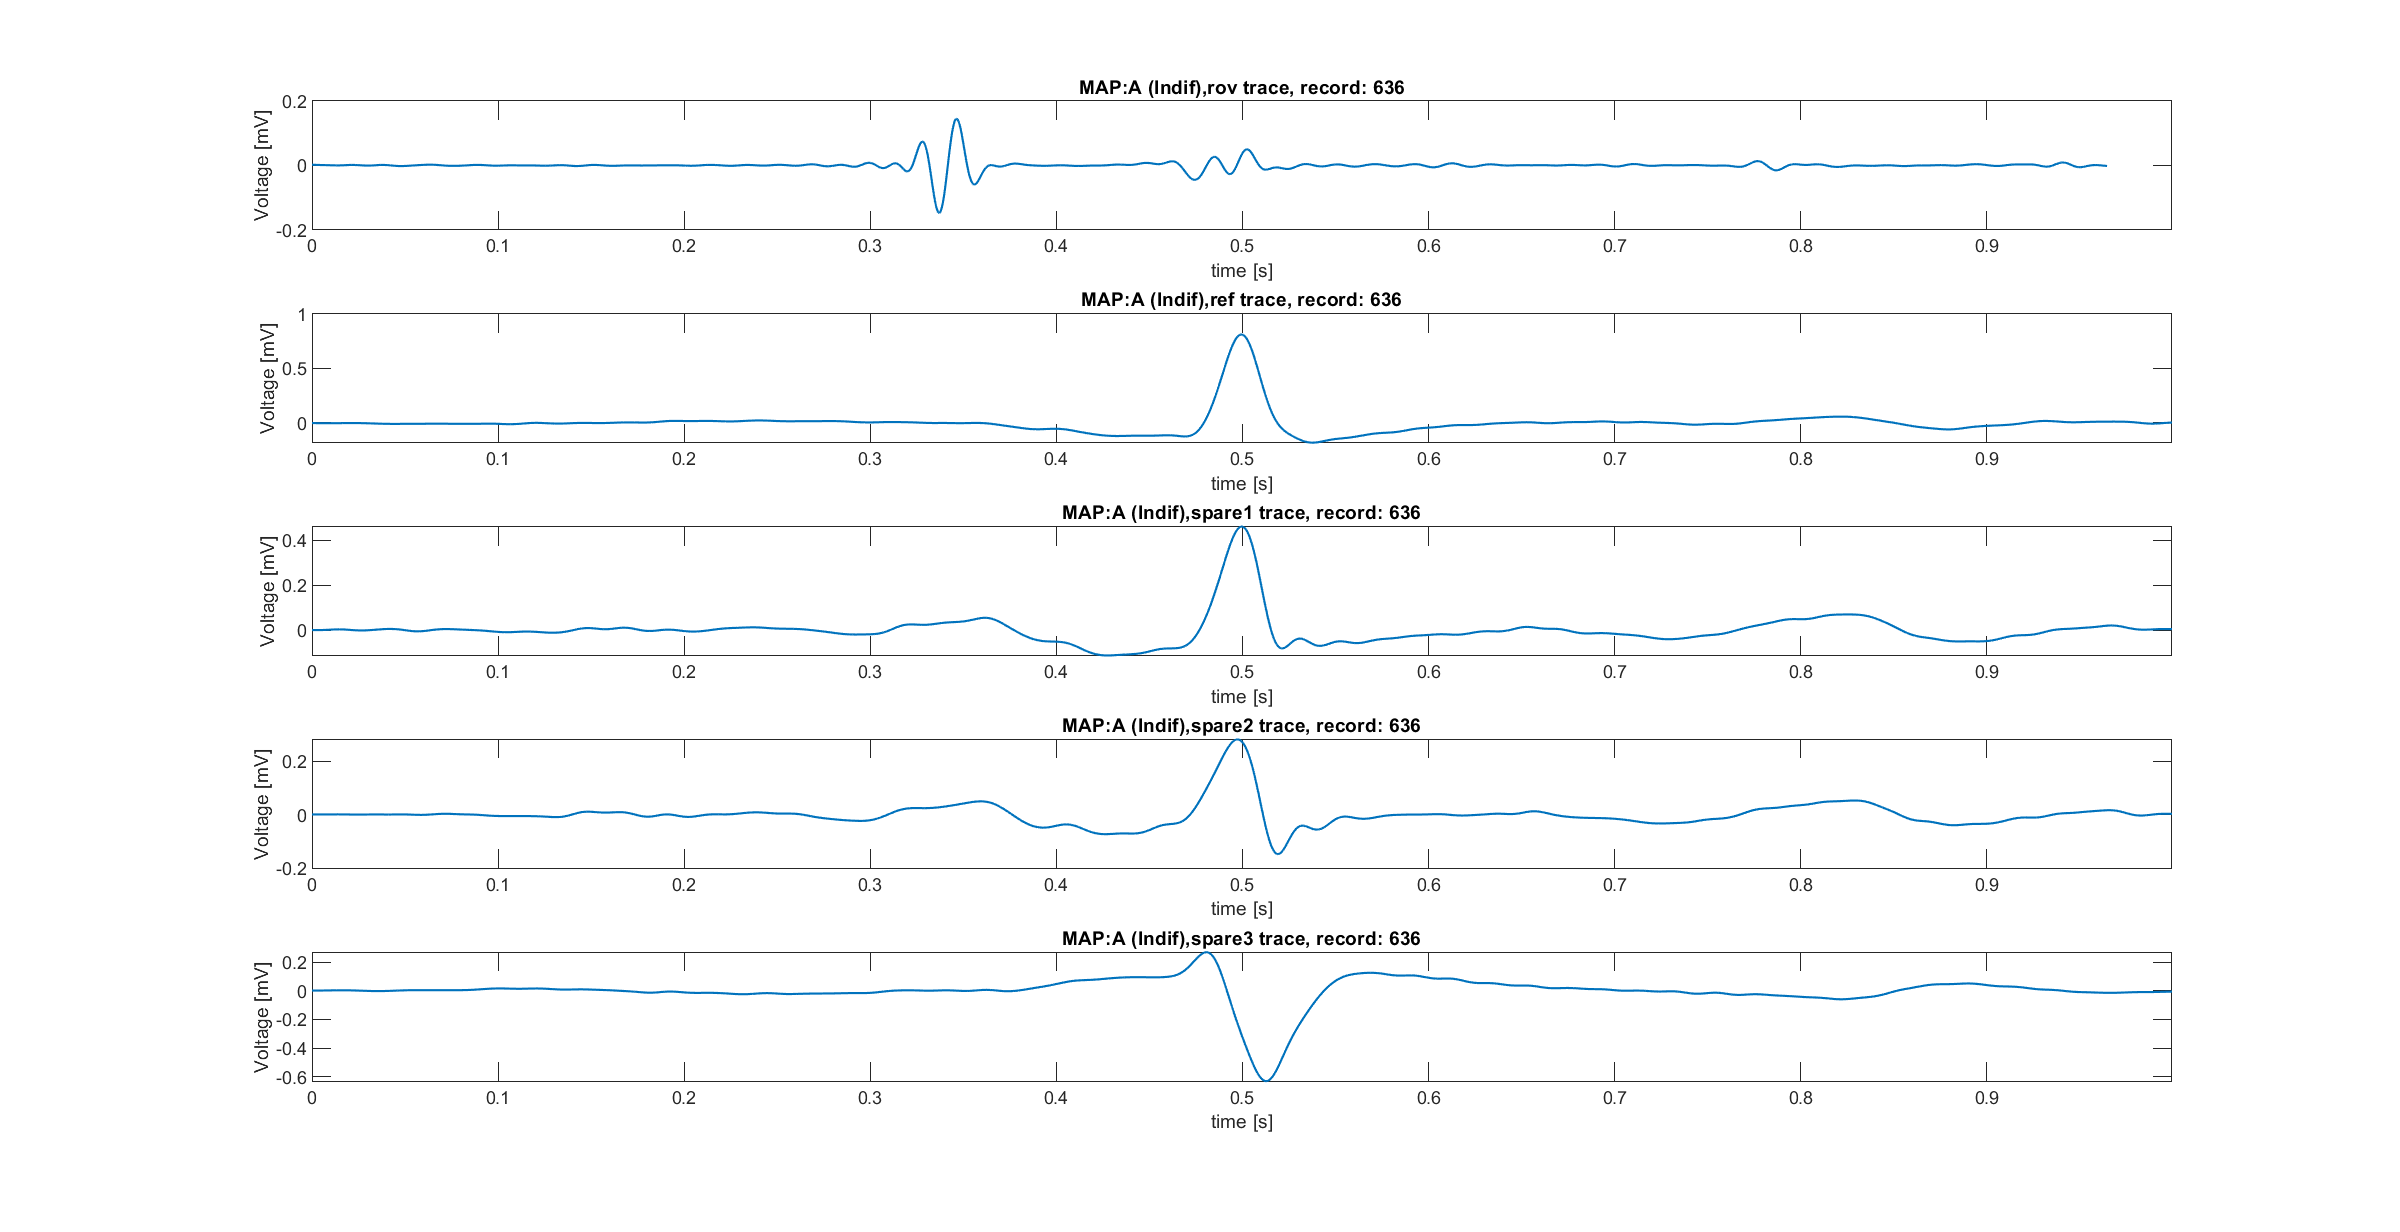 MAP:A (Indif),rov trace, record: 636
Voltage [mV]
0.2
0
-0.2
0 0.1 0.2 0.3 0.4 0.5 0.6 0.7 0.8 0.9
time [s]
MAP:A (Indif),ref trace, record: 636
Voltage [mV]
1
0.5
0
0 0.1 0.2 0.3 0.4 0.5 0.6 0.7 0.8 0.9
time [s]
MAP:A (Indif),spare1 trace, record: 636
Voltage [mV]
0.4
0.2
0
0 0.1 0.2 0.3 0.4 0.5 0.6 0.7 0.8 0.9
time [s]
MAP:A (Indif),spare2 trace, record: 636
Voltage [mV]
0.2
0
-0.2
0 0.1 0.2 0.3 0.4 0.5 0.6 0.7 0.8 0.9
time [s]
MAP:A (Indif),spare3 trace, record: 636
Voltage [mV]
0.2
0
-0.2
-0.4
-0.6
0 0.1 0.2 0.3 0.4 0.5 0.6 0.7 0.8 0.9
time [s]